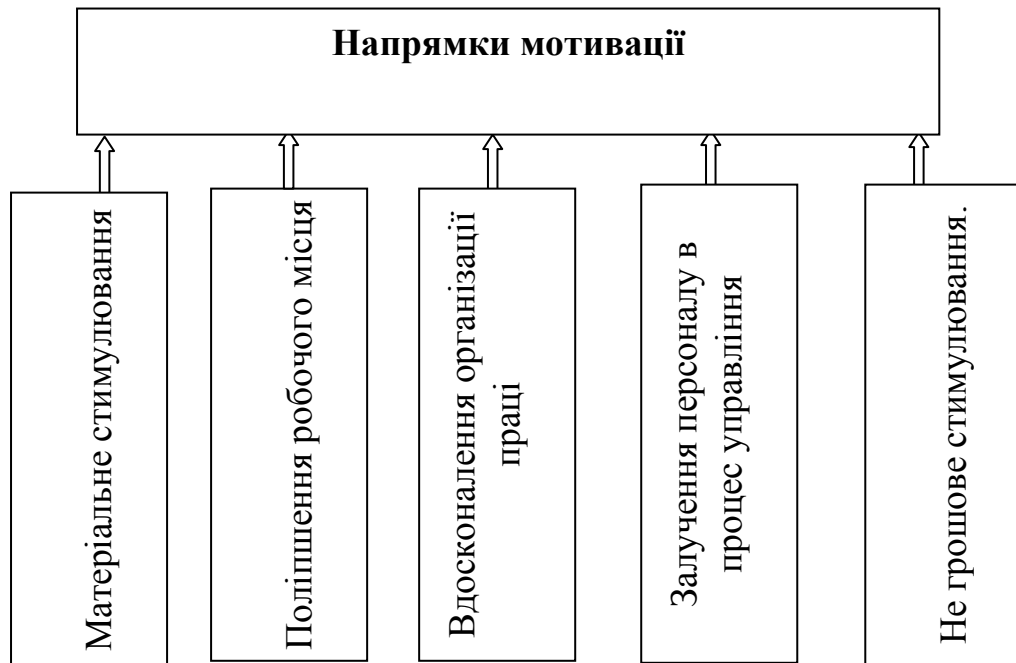 Напрямки мотивації
Матеріальне стимулювання
Поліпшення робочого місця
Вдосконалення організації
праці
Залучення персоналу в
процес управління
Не грошове стимулювання.